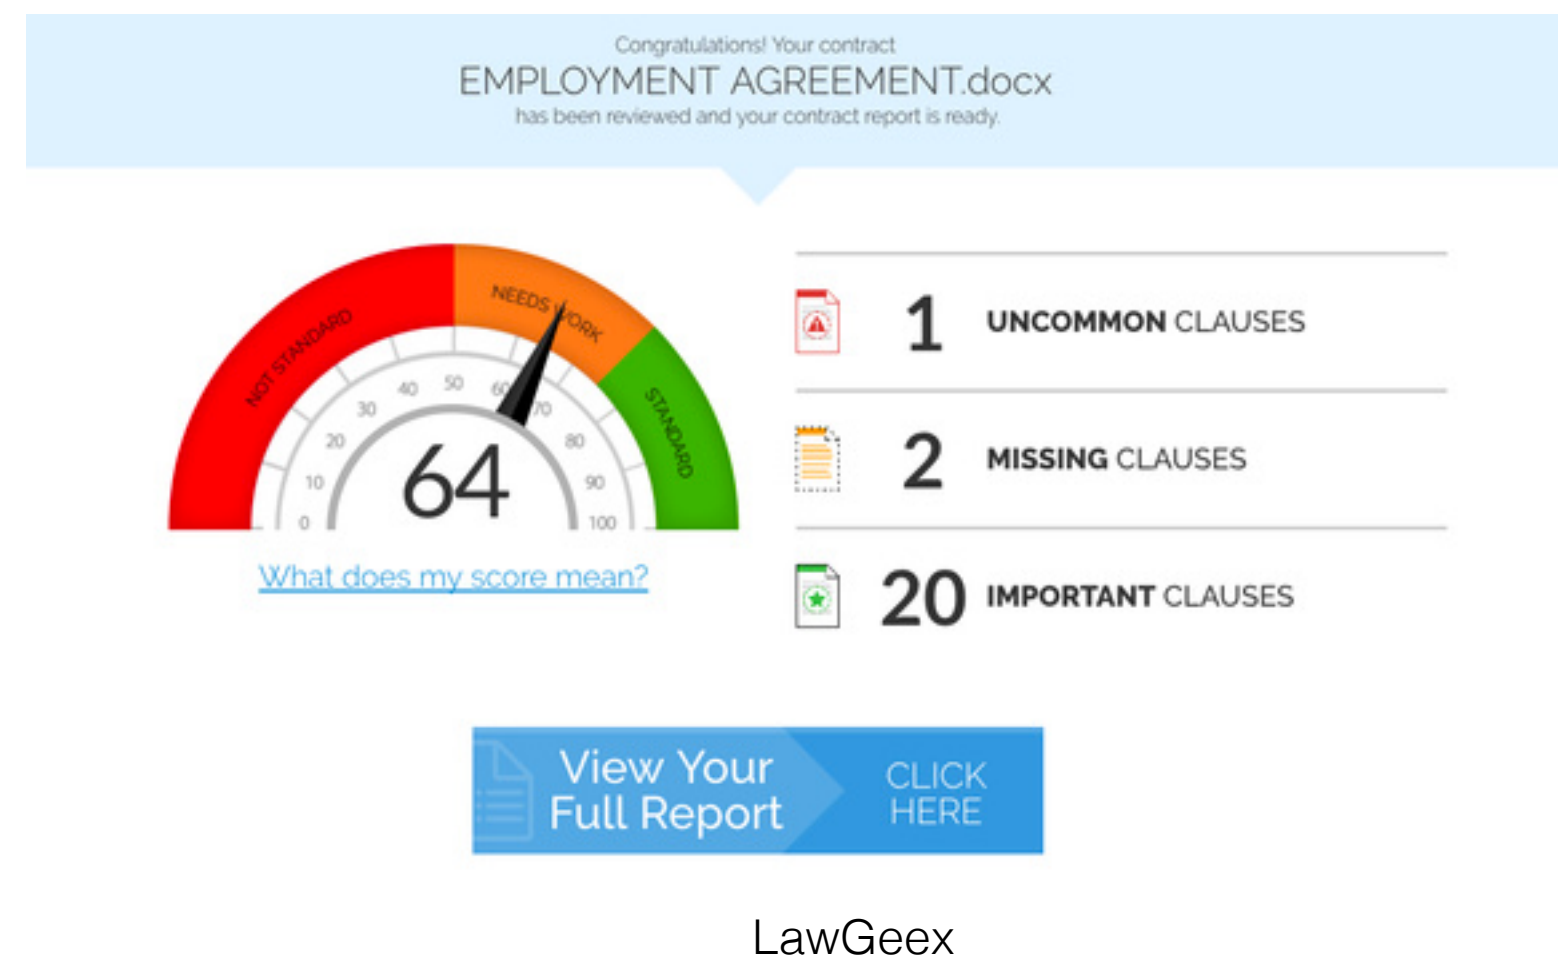 Congratulations! Your contract
EMPLOYMENT AGREEMENT.docx
has been reviewed and your contract report is ready.
NOT STANDARD
NEEDS WORK
STANDARD
0
10
20
30
40
50
60
70
80
90
100
64
What does my score mean?
1 UNCOMMON CLAUSES
2 MISSING CLAUSES
20 IMPORTANT CLAUSES
View Your
Full Report
CLICK
HERE
LawGeex